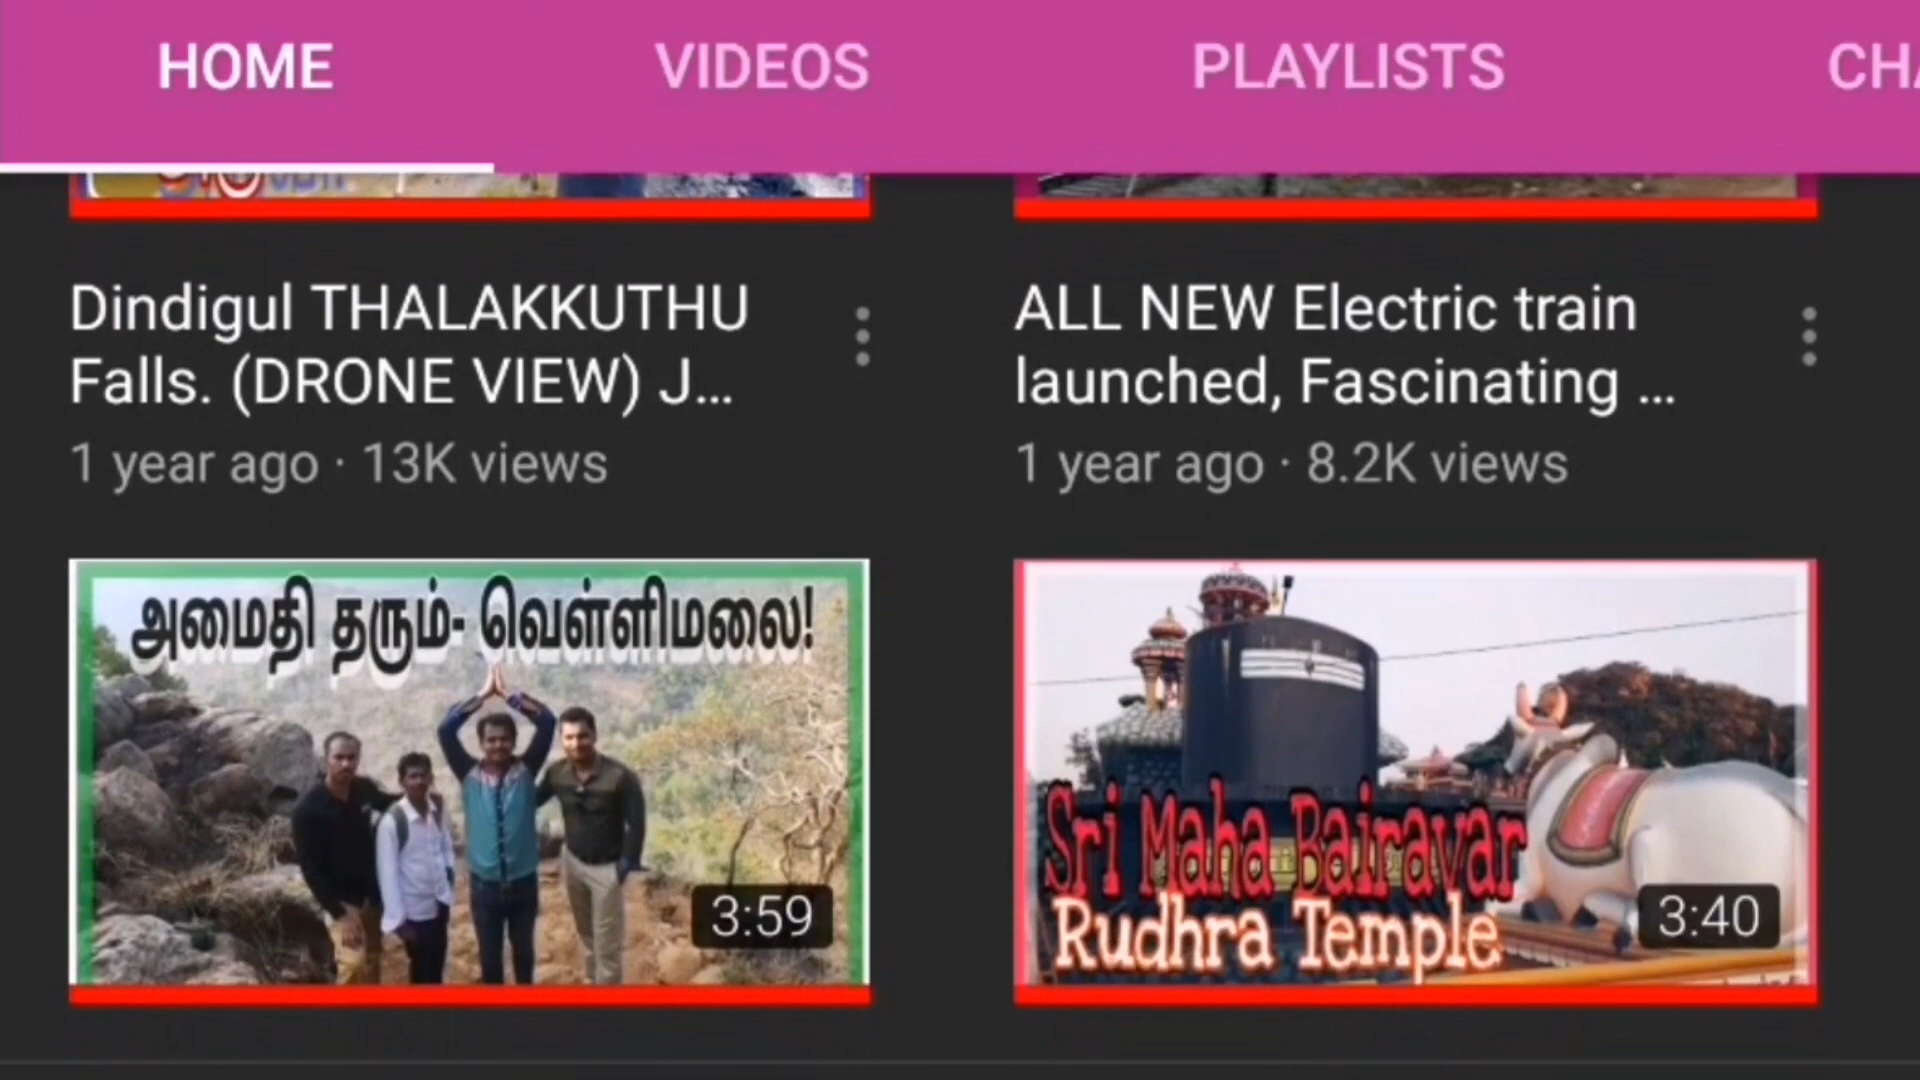 HOME VIDEOS PLAYLISTS
Dindigul THALAKKUTHU
Falls. (DRONE VIEW) J...
1 year ago · 13K views
ALL NEW Electric train
launched, Fascinating ...
1 year ago · 8.2K views
அமைதி தரும்- வெள்ளிமலை!
3:59
Sri Maha Bairavar
Rudhra Temple
3:40